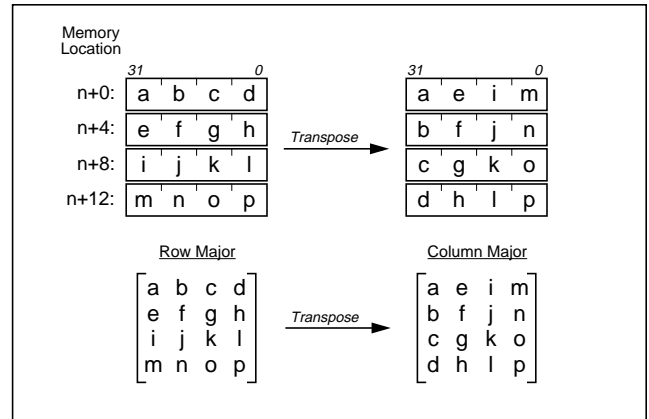 Memory
Location
31 0 31 0
n+0: a b c d a e i m
n+4: e f g h b f j n
Transpose
n+8: i j k l c g k o
n+12: m n o p d h l p
Row Major Column Major
a b c d a e i m
e f g h b f j n
Transpose
i j k l c g k o
m n o p d h l p